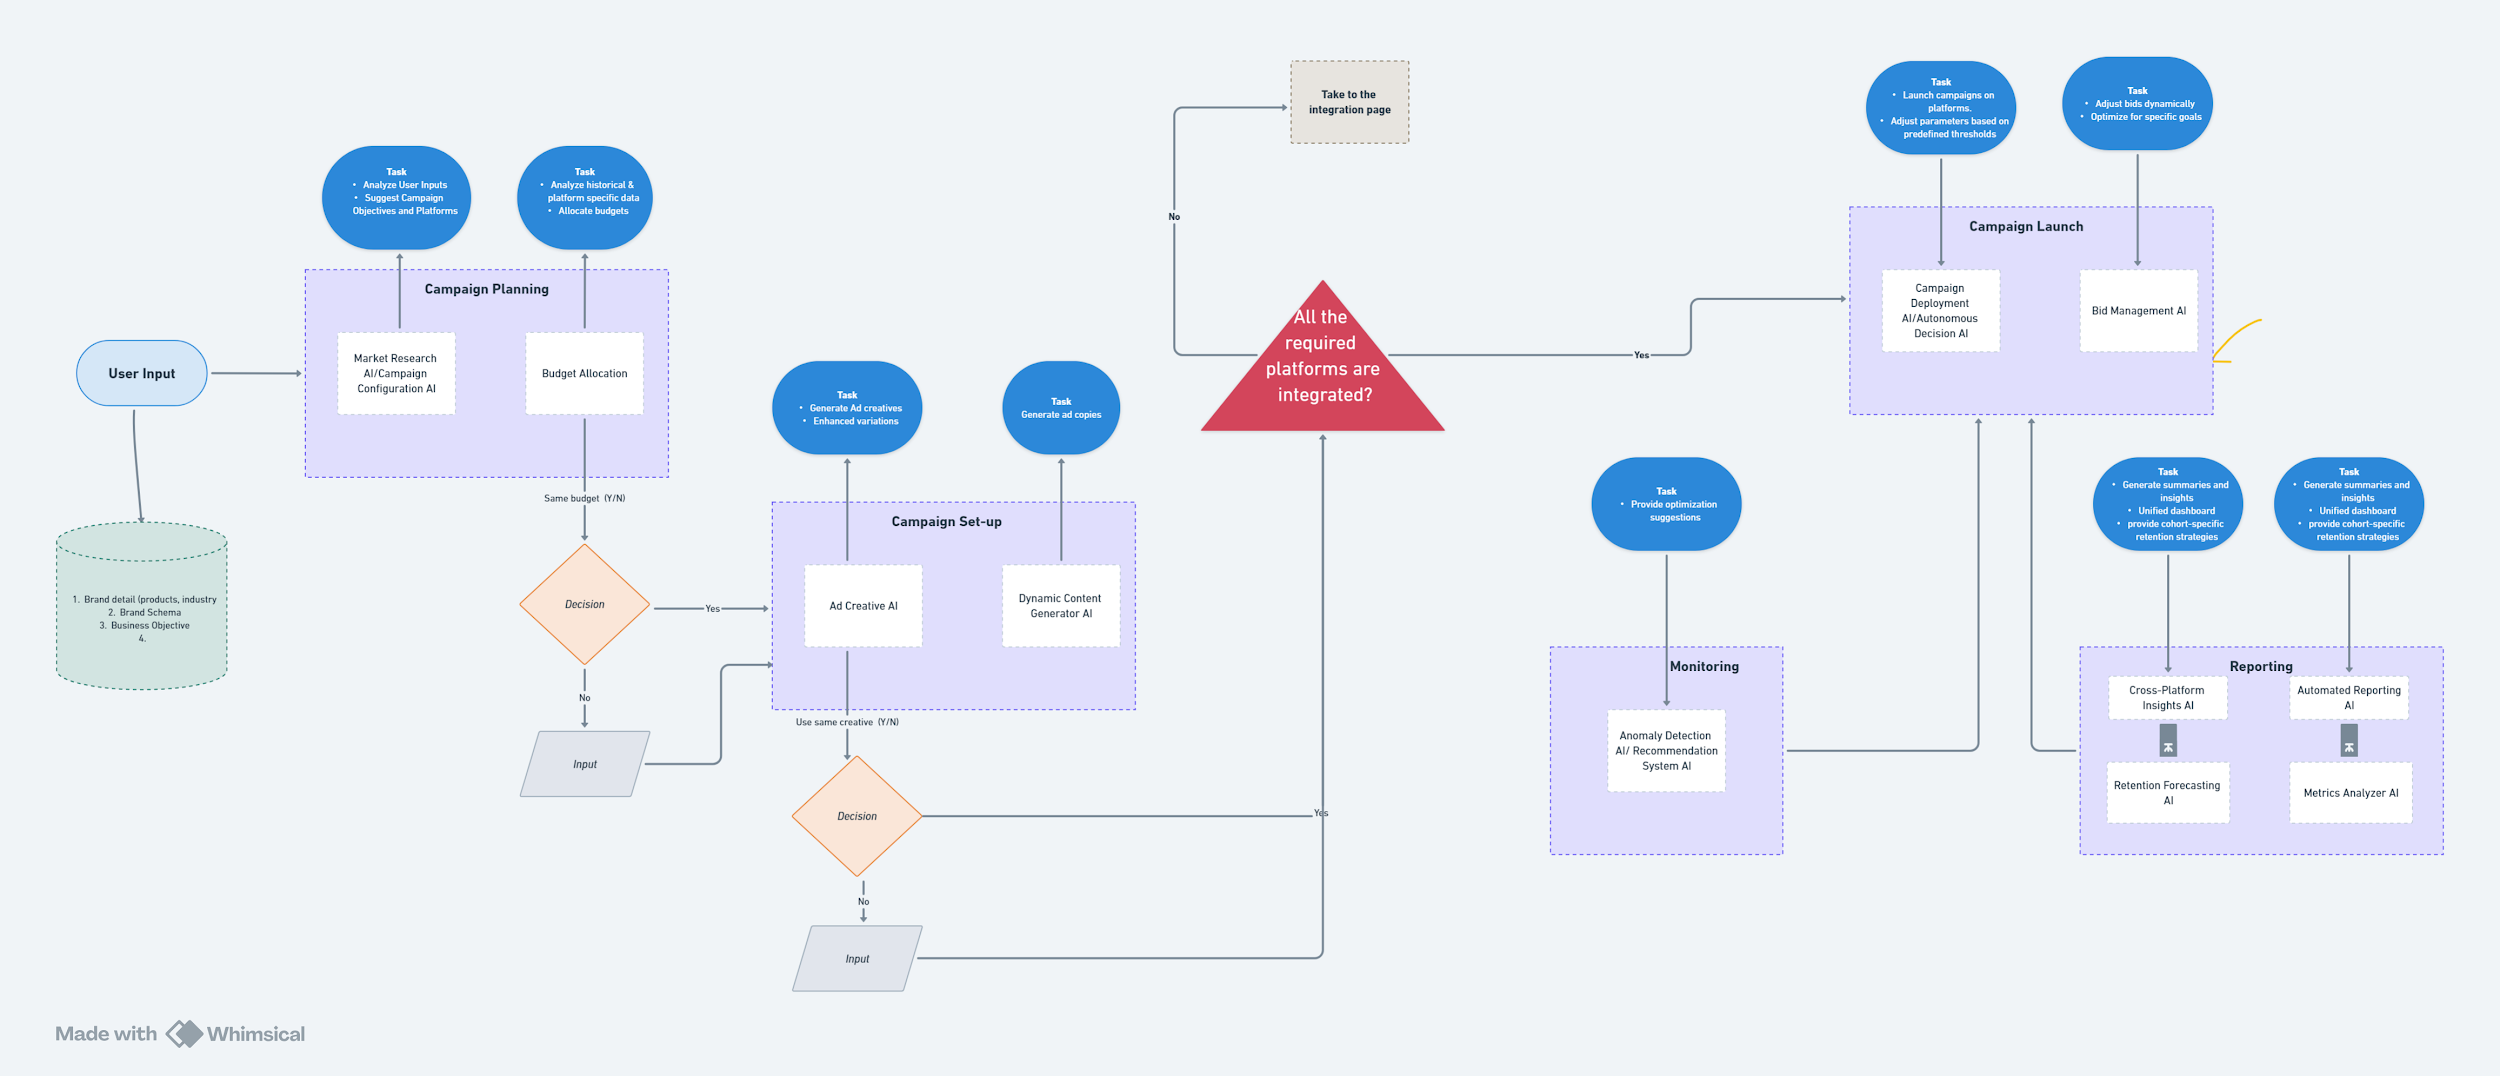 User Input
1. Brand detail (products, industry
2. Brand Schema
3. Business Objective
4.
Task
• Analyze User Inputs
• Suggest Campaign
Objectives and Platforms
Task
• Analyze historical &
platform specific data
• Allocate budgets
Campaign Planning
Market Research
AI/Campaign
Configuration AI
Budget Allocation
Same budget (Y/N)
Decision
Yes
No
Input
Task
• Generate Ad creatives
• Enhanced variations
Task
Generate ad copies
Campaign Set-up
Ad Creative AI
Dynamic Content
Generator AI
Use same creative (Y/N)
Decision
Yes
No
Input
All the
required
platforms are
integrated?
No
Take to the
integration page
Yes
Task
• Launch campaigns on
platforms.
• Adjust parameters based on
predefined thresholds
Task
• Adjust bids dynamically
• Optimize for specific goals
Campaign Launch
Campaign
Deployment
AI/Autonomous
Decision AI
Bid Management AI
Task
• Provide optimization
suggestions
Monitoring
Anomaly Detection
AI/ Recommendation
System AI
Task
• Generate summaries and
insights
• Unified dashboard
• provide cohort-specific
retention strategies
Task
• Generate summaries and
insights
• Unified dashboard
• provide cohort-specific
retention strategies
Reporting
Cross-Platform
Insights AI
Automated Reporting
AI
Retention Forecasting
AI
Metrics Analyzer AI
Made with Whimsical